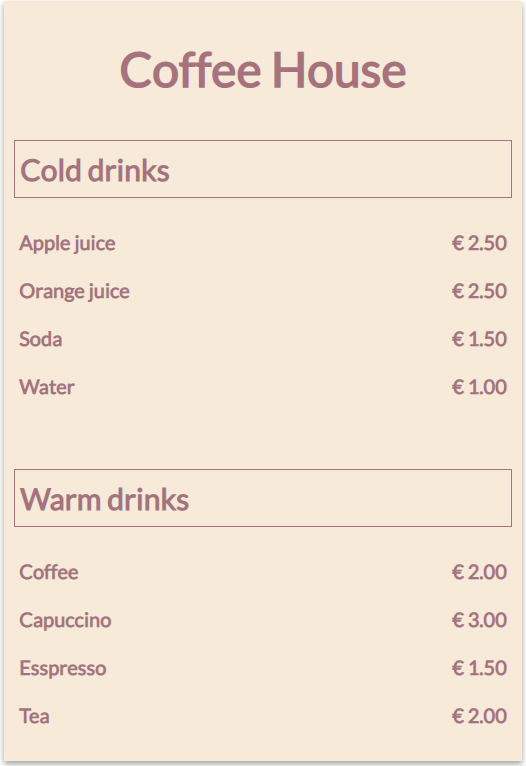 Coffee House
Cold drinks
Apple juice € 2.50
Orange juice € 2.50
Soda € 1.50
Water € 1.00
Warm drinks
Coffee € 2.00
Capuccino € 3.00
Esspresso € 1.50
Tea € 2.00